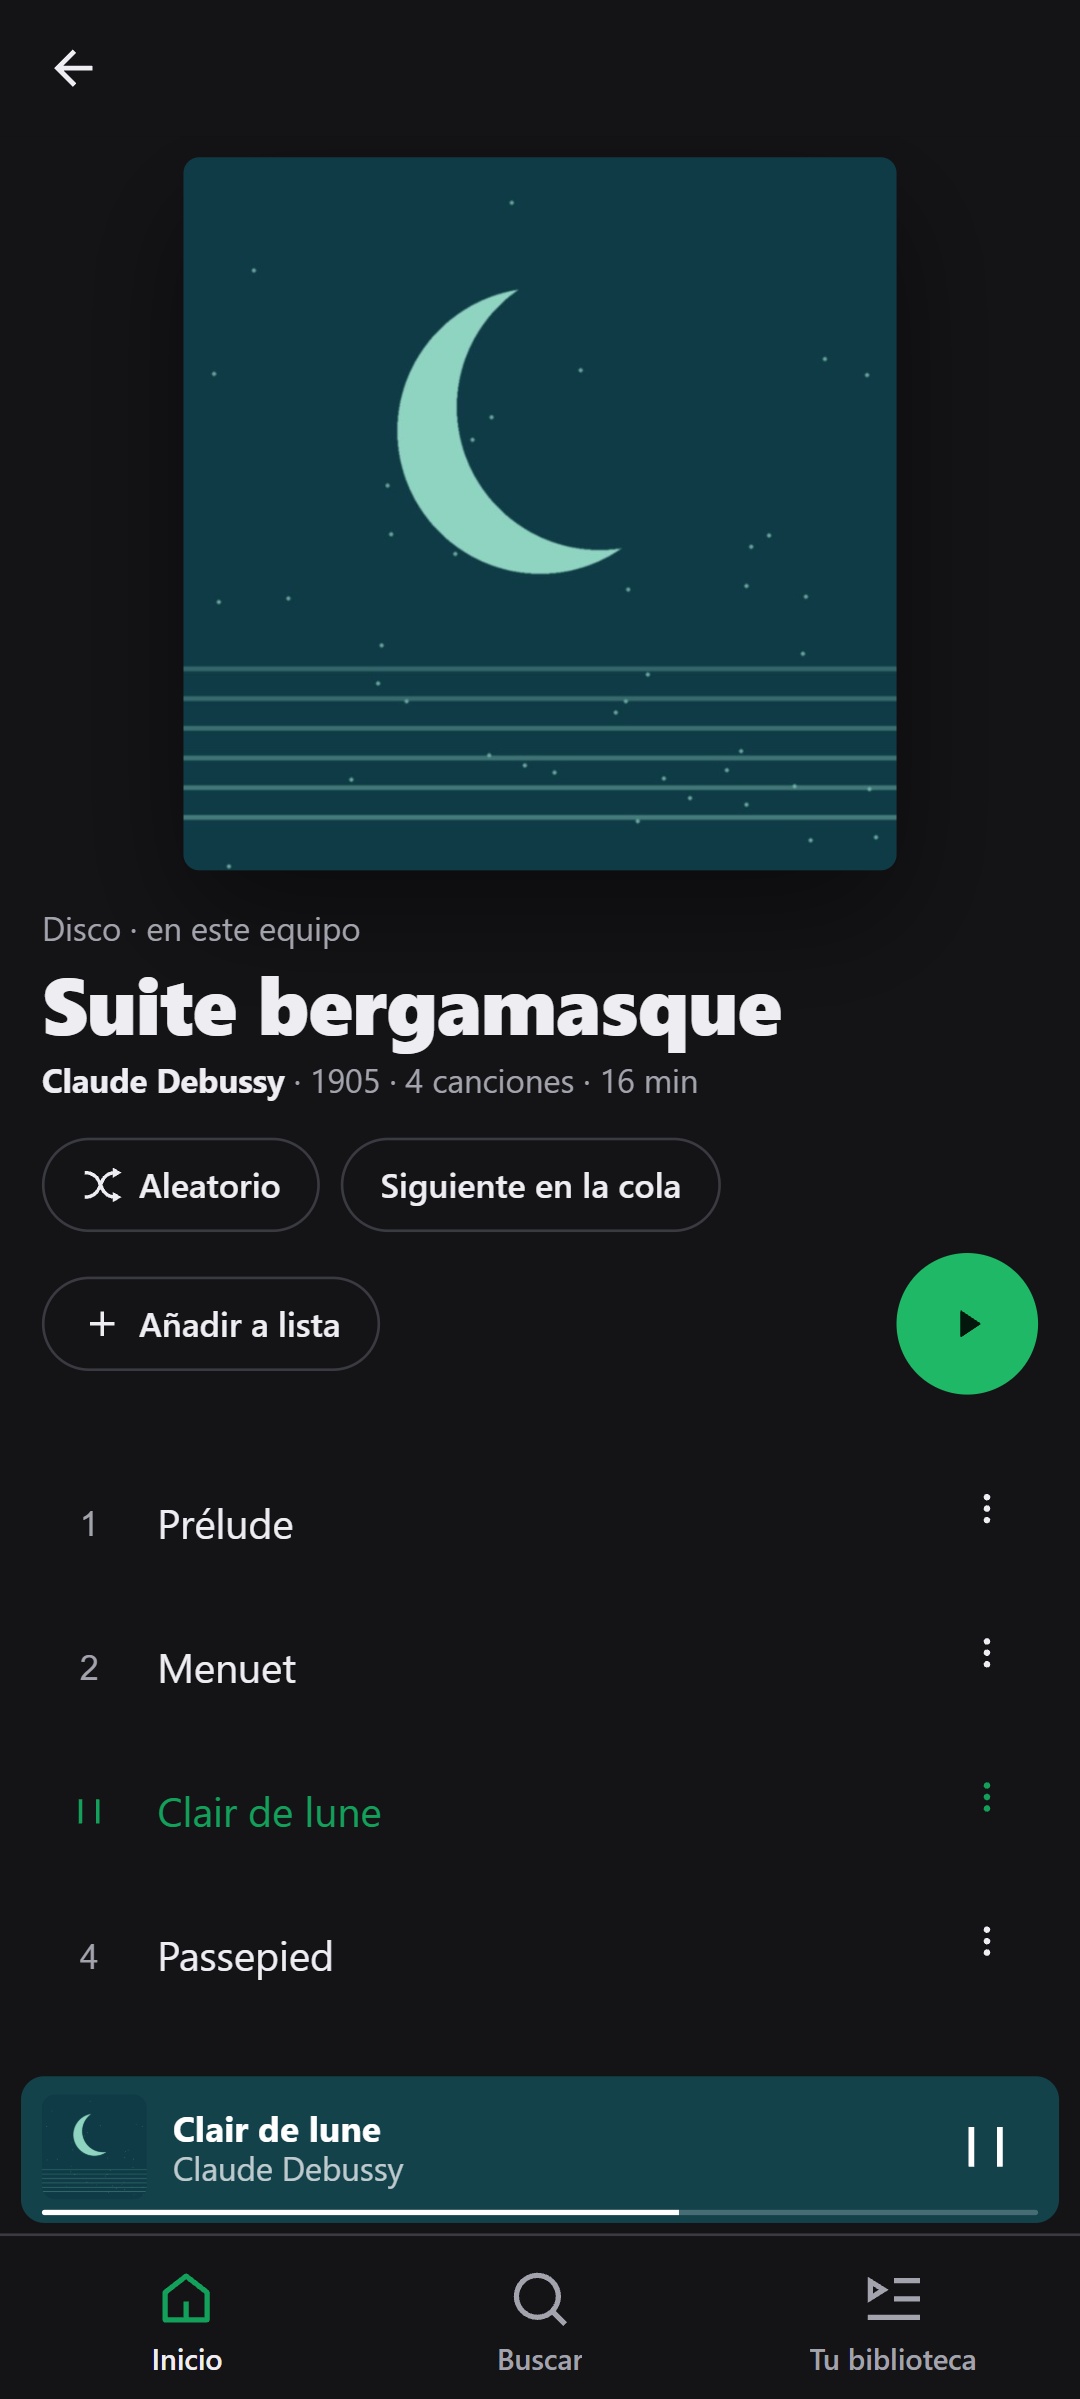 Disco · en este equipo
Suite bergamasque
Claude Debussy · 1905 · 4 canciones · 16 min
Aleatorio
Siguiente en la cola
Añadir a lista
1 Prélude
2 Menuet
Clair de lune
4 Passepied
Clair de lune
Claude Debussy
Inicio
Buscar
Tu biblioteca